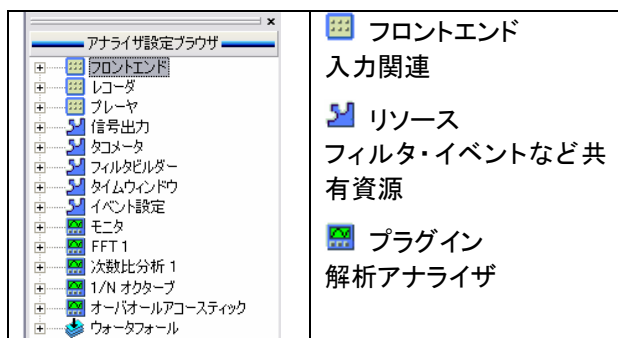 アナライザ設定ブラウザ
フロントエンド
レコーダ
プレーヤ
信号出力
タコメータ
フィルタビルダー
タイムウィンドウ
イベント設定
モニタ
FFT 1
次数比分析 1
1/N オクターブ
オーバオールアコースティック
ウォータフォール
フロントエンド
入力関連
リソース
フィルタ・イベントなど共
有資源
プラグイン
解析アナライザ